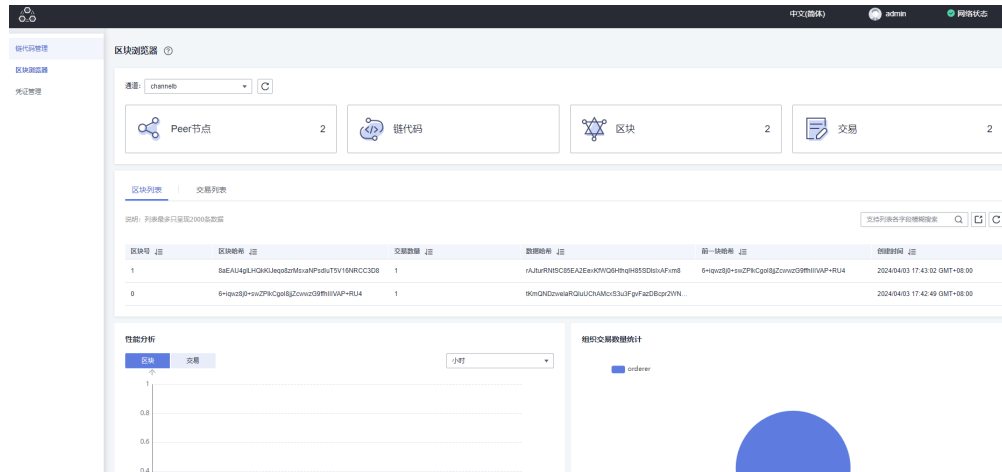 中文(简体) admin 网络状态
链代码管理
区块浏览器
凭证管理
区块浏览器
通道: channelb
Peer节点 2
链代码
区块 2
交易 2
区块列表 交易列表
说明: 列表最多只呈现2000条数据
支持列表各字段模糊搜索
区块号 区块哈希 交易数量 数据哈希 前一块哈希 创建时间
1 1 2024/04/03 17:43:02 GMT+08:00
0 6+iqwz8j0+swZPlkCgol8jjZcwwzG9ffhIIIVAP+RU4 1 2024/04/03 17:42:49 GMT+08:00
性能分析
区块 交易 小时
1
0.8
0.6
0.4
组织交易数量统计
orderer